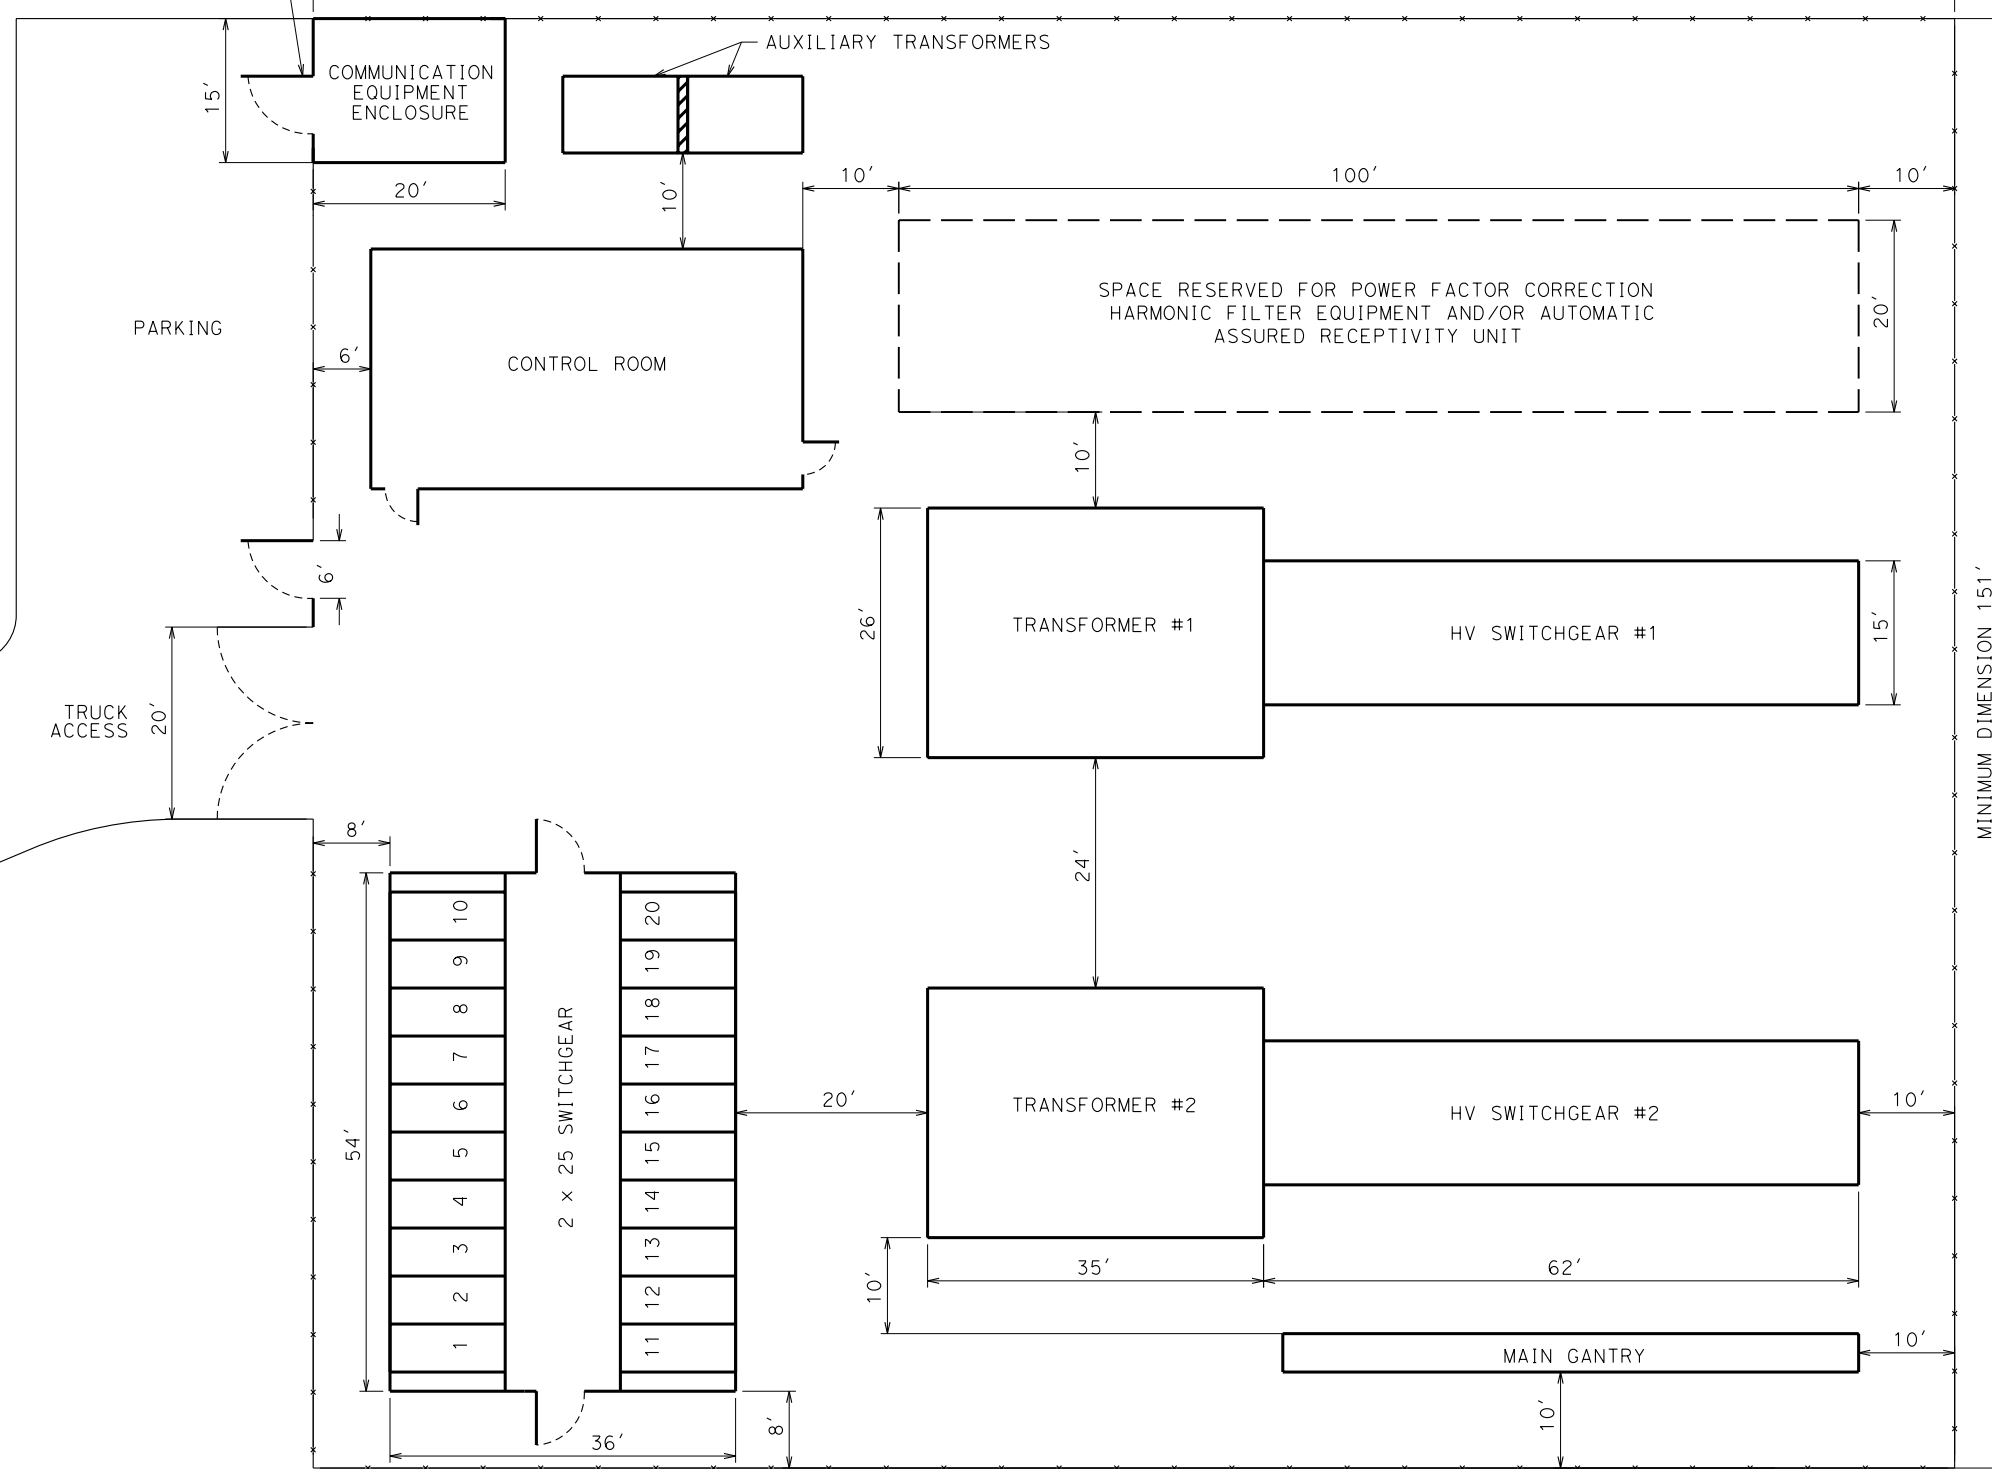 AUXILIARY TRANSFORMERS
COMMUNICATION
EQUIPMENT
ENCLOSURE
15'
20'
10'
10'
100'
10'
SPACE RESERVED FOR POWER FACTOR CORRECTION
HARMONIC FILTER EQUIPMENT AND/OR AUTOMATIC
ASSURED RECEPTIVITY UNIT
20'
PARKING
6'
CONTROL ROOM
10'
6'
26'
TRANSFORMER #1
HV SWITCHGEAR #1
15'
MINIMUM DIMENSION 151'
TRUCK
ACCESS
20'
8'
24'
10
9
8
7
6
5
4
3
2
1
2 x 25 SWITCHGEAR
20
19
18
17
16
15
14
13
12
11
54'
20'
TRANSFORMER #2
HV SWITCHGEAR #2
10'
35'
62'
10'
MAIN GANTRY
10'
10'
36'
8'